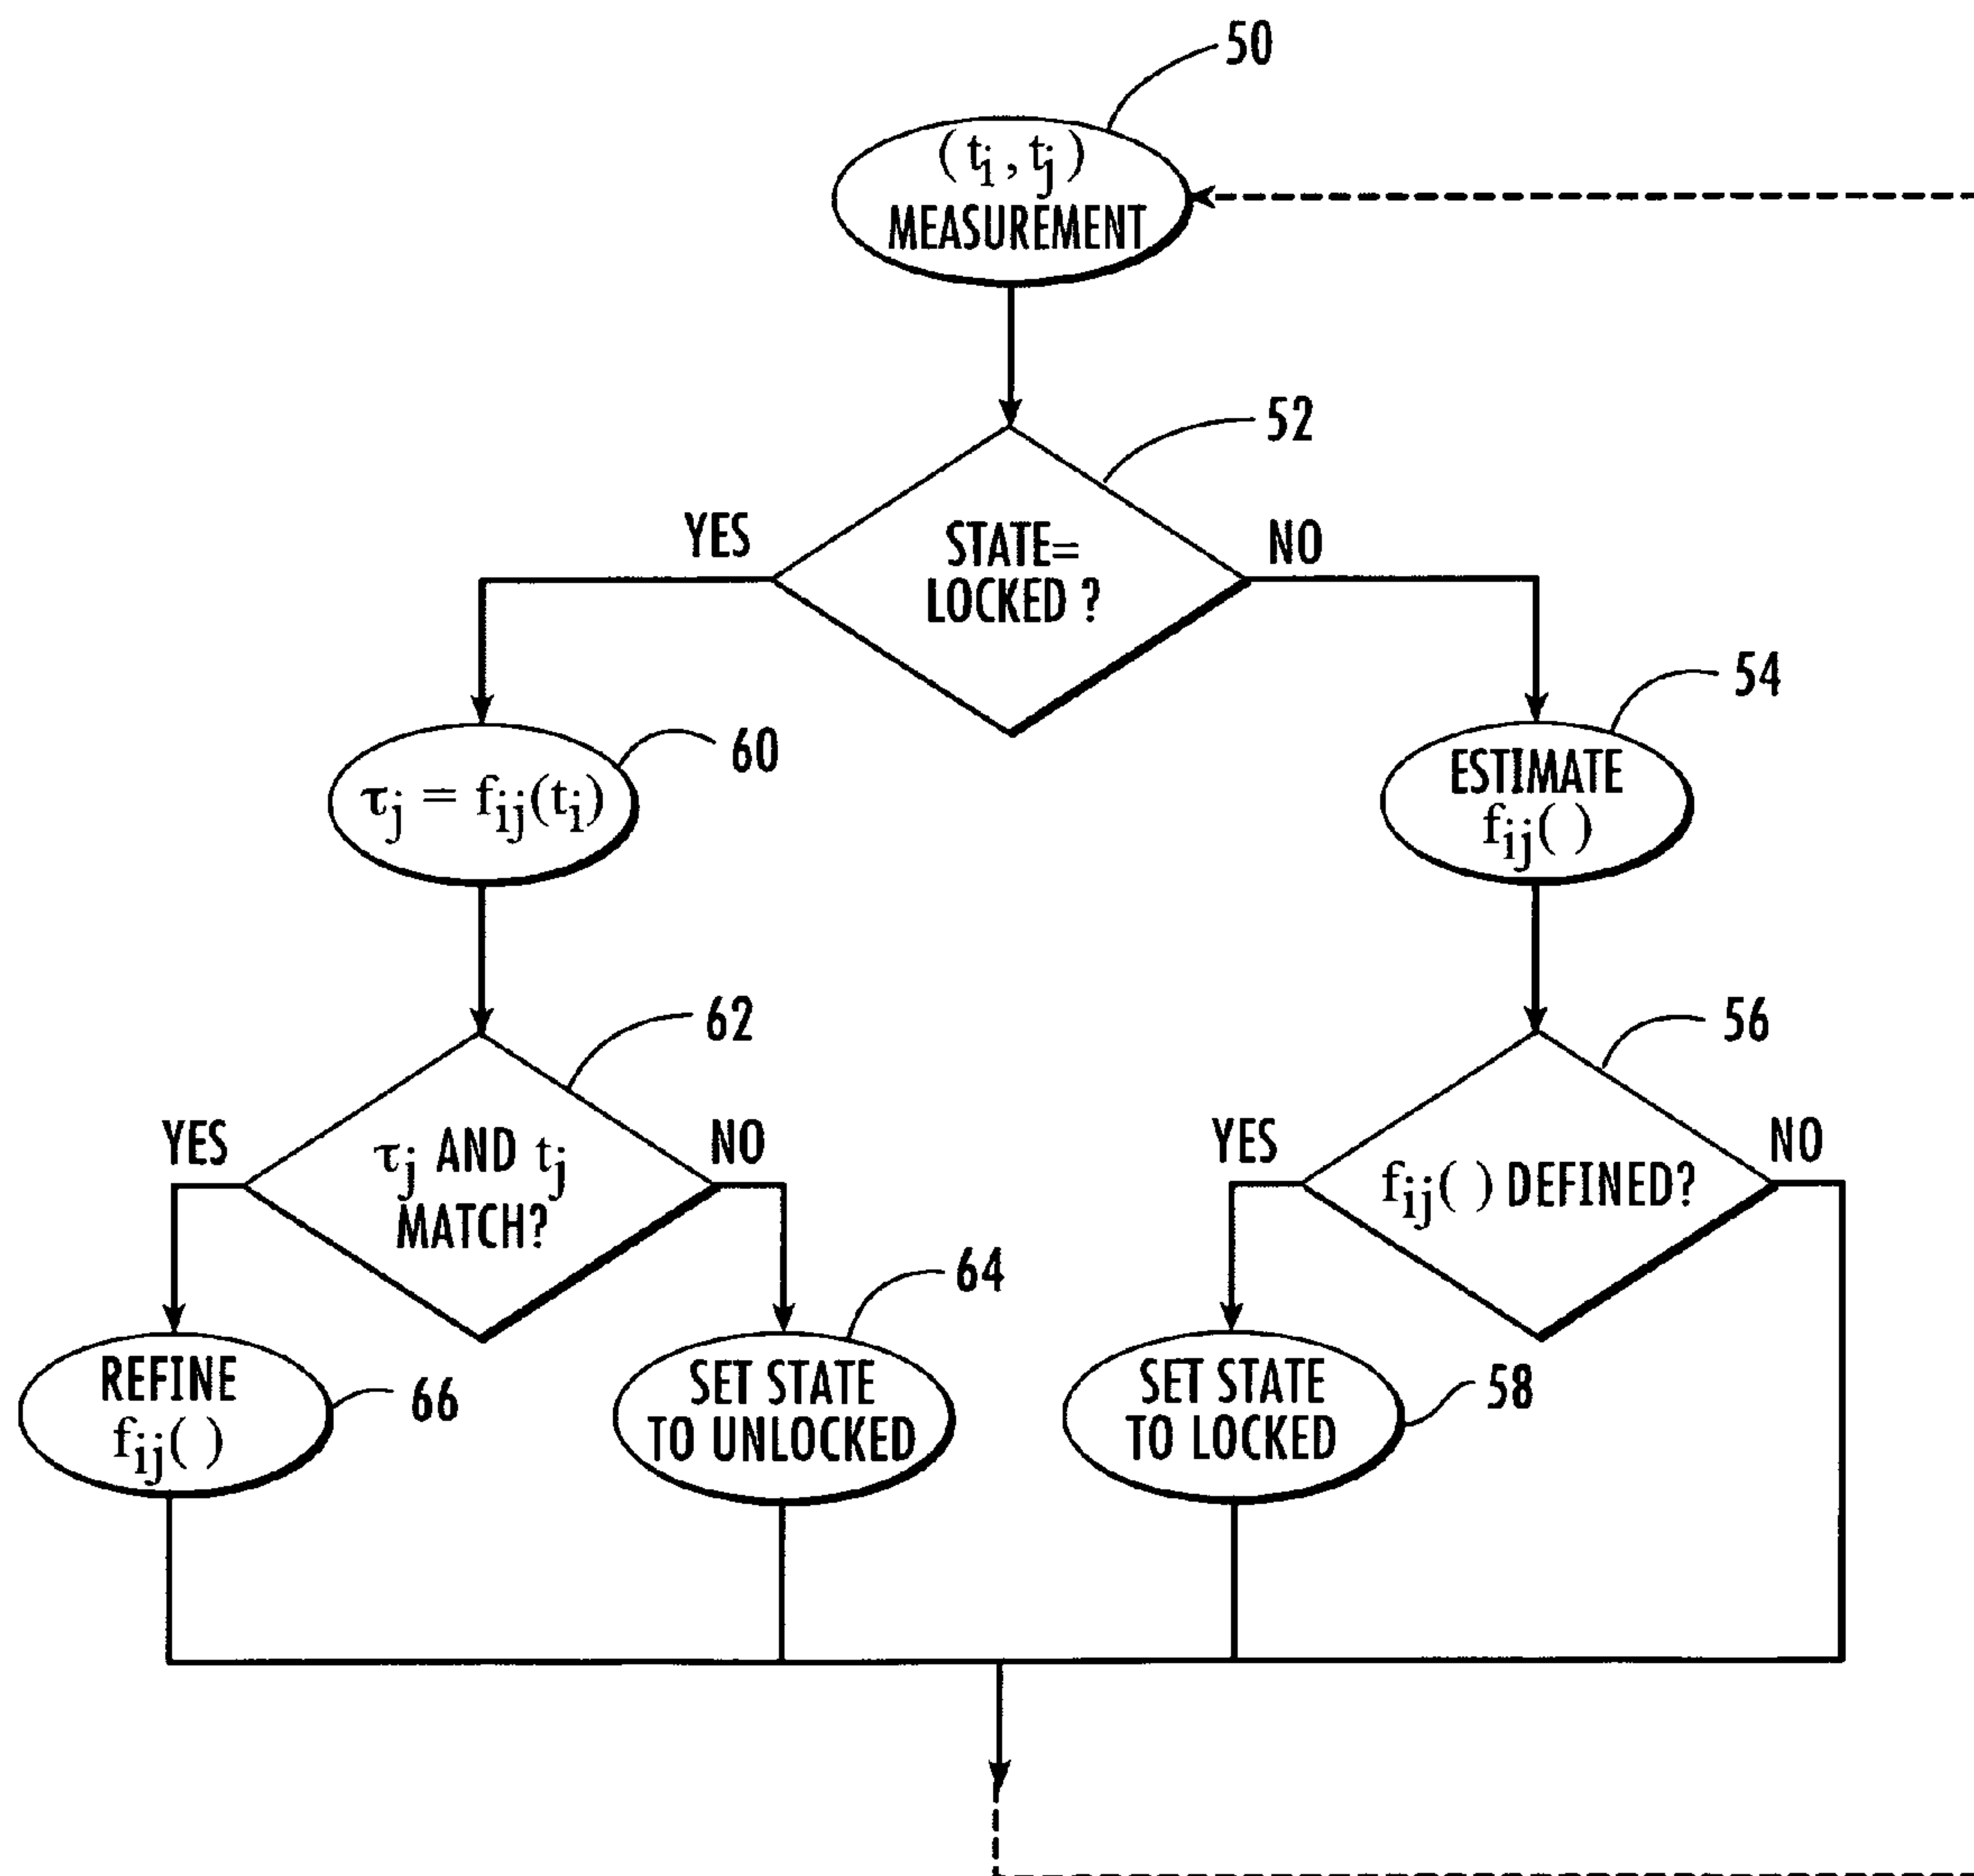 50
(tᵢ, tⱼ)
MEASUREMENT
52
YES
STATE=
LOCKED ?
NO
54
60
τⱼ = fᵢⱼ(tᵢ)
ESTIMATE
fᵢⱼ( )
62
56
YES
τⱼ AND tⱼ
MATCH?
NO
YES
fᵢⱼ( ) DEFINED?
NO
64
REFINE
fᵢⱼ( )
66
SET STATE
TO UNLOCKED
SET STATE
TO LOCKED
58